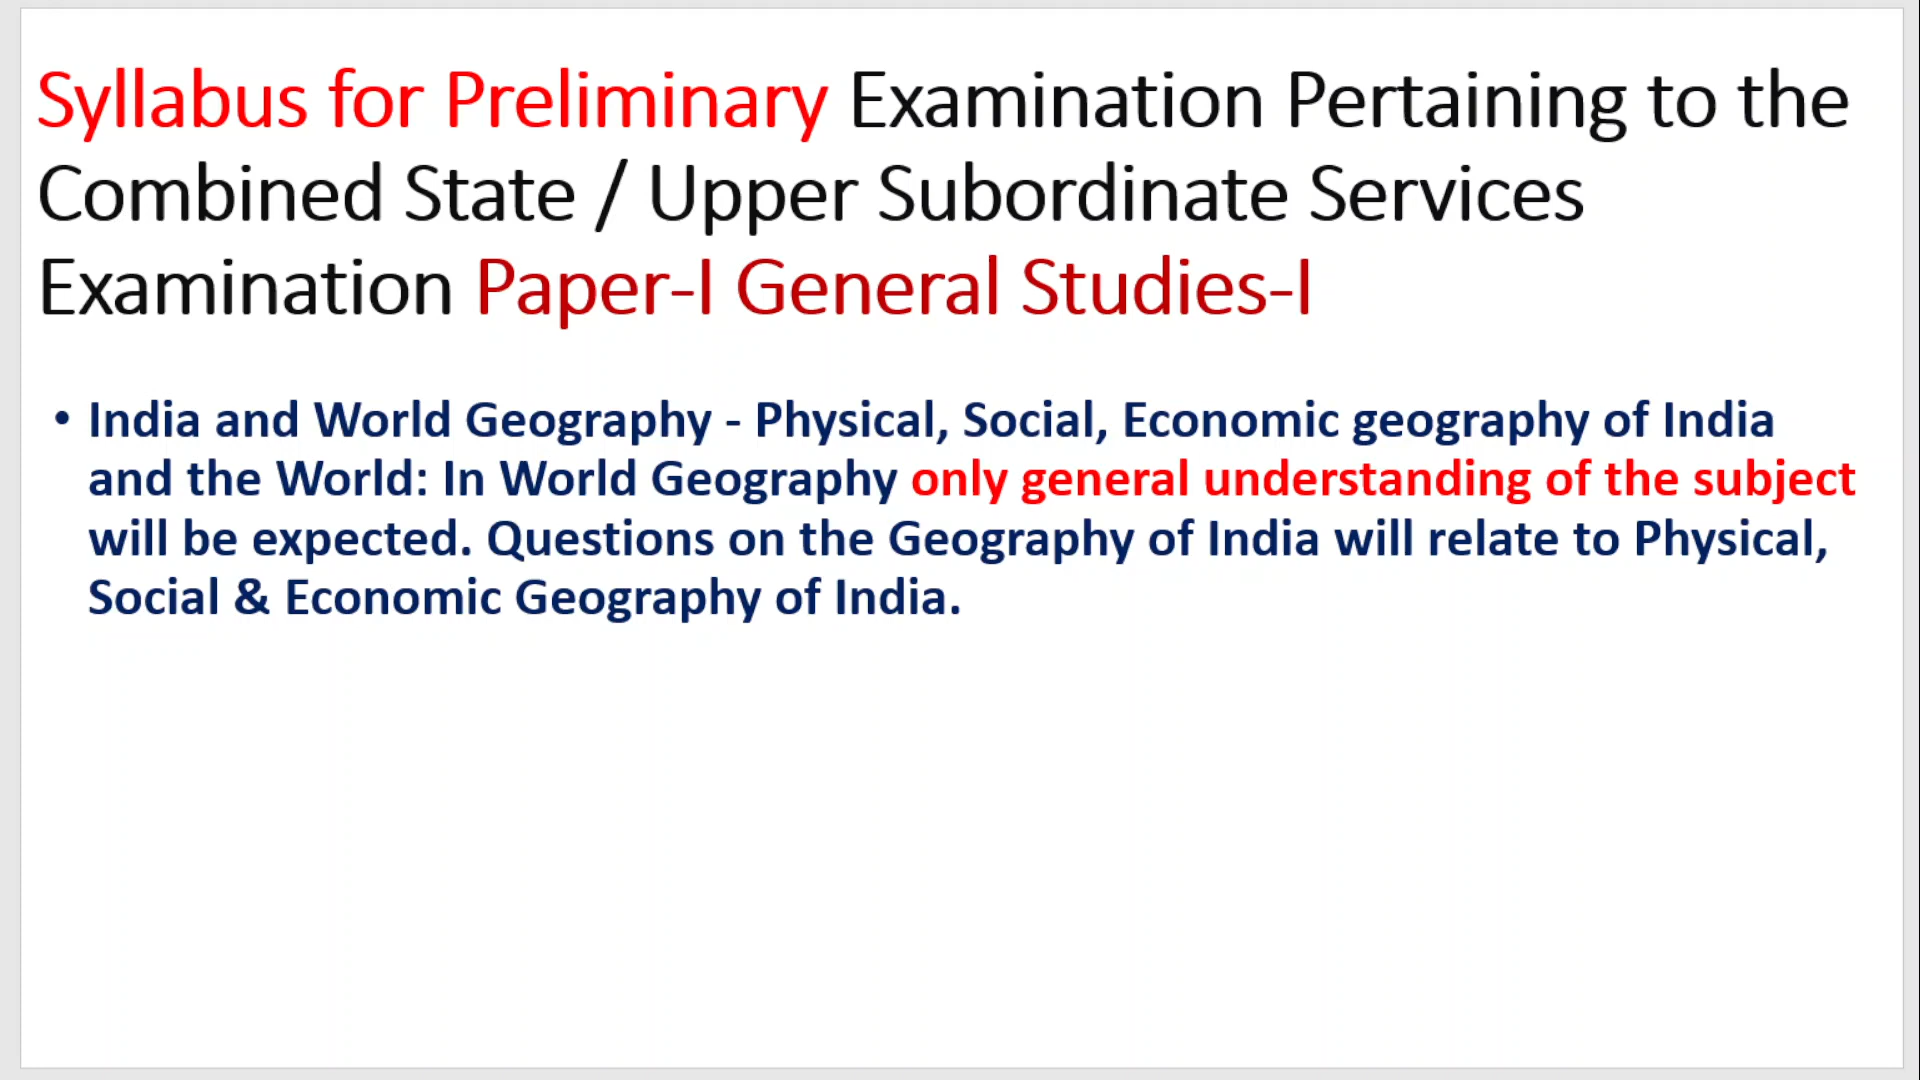 Syllabus for Preliminary Examination Pertaining to the
Combined State / Upper Subordinate Services
Examination Paper-I General Studies-I
• India and World Geography - Physical, Social, Economic geography of India
and the World: In World Geography only general understanding of the subject
will be expected. Questions on the Geography of India will relate to Physical,
Social & Economic Geography of India.